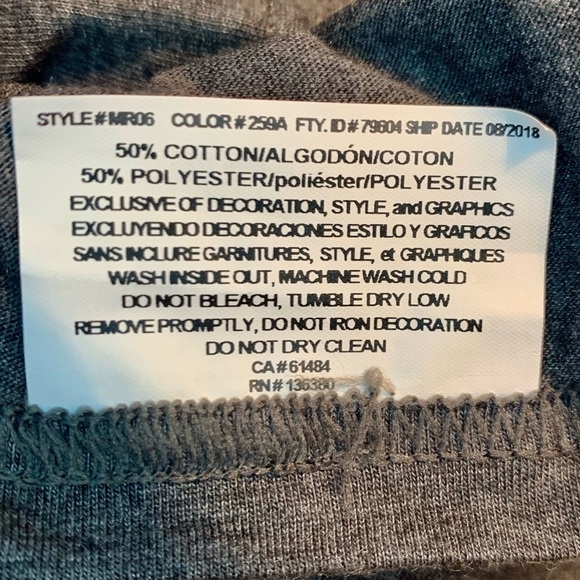 STYLE # MR06 COLOR # 259A FTY. ID # 79604 SHIP DATE 08/2018
50% COTTON/ALGODÓN/COTON
50% POLYESTER/poliéster/POLYESTER
EXCLUSIVE OF DECORATION, STYLE, and GRAPHICS
EXCLUYENDO DECORACIONES ESTILO Y GRAFICOS
SANS INCLURE GARNITURES, STYLE, et GRAPHIQUES
WASH INSIDE OUT, MACHINE WASH COLD
DO NOT BLEACH, TUMBLE DRY LOW
REMOVE PROMPTLY, DO NOT IRON DECORATION
DO NOT DRY CLEAN
CA # 61484
RN # 136380